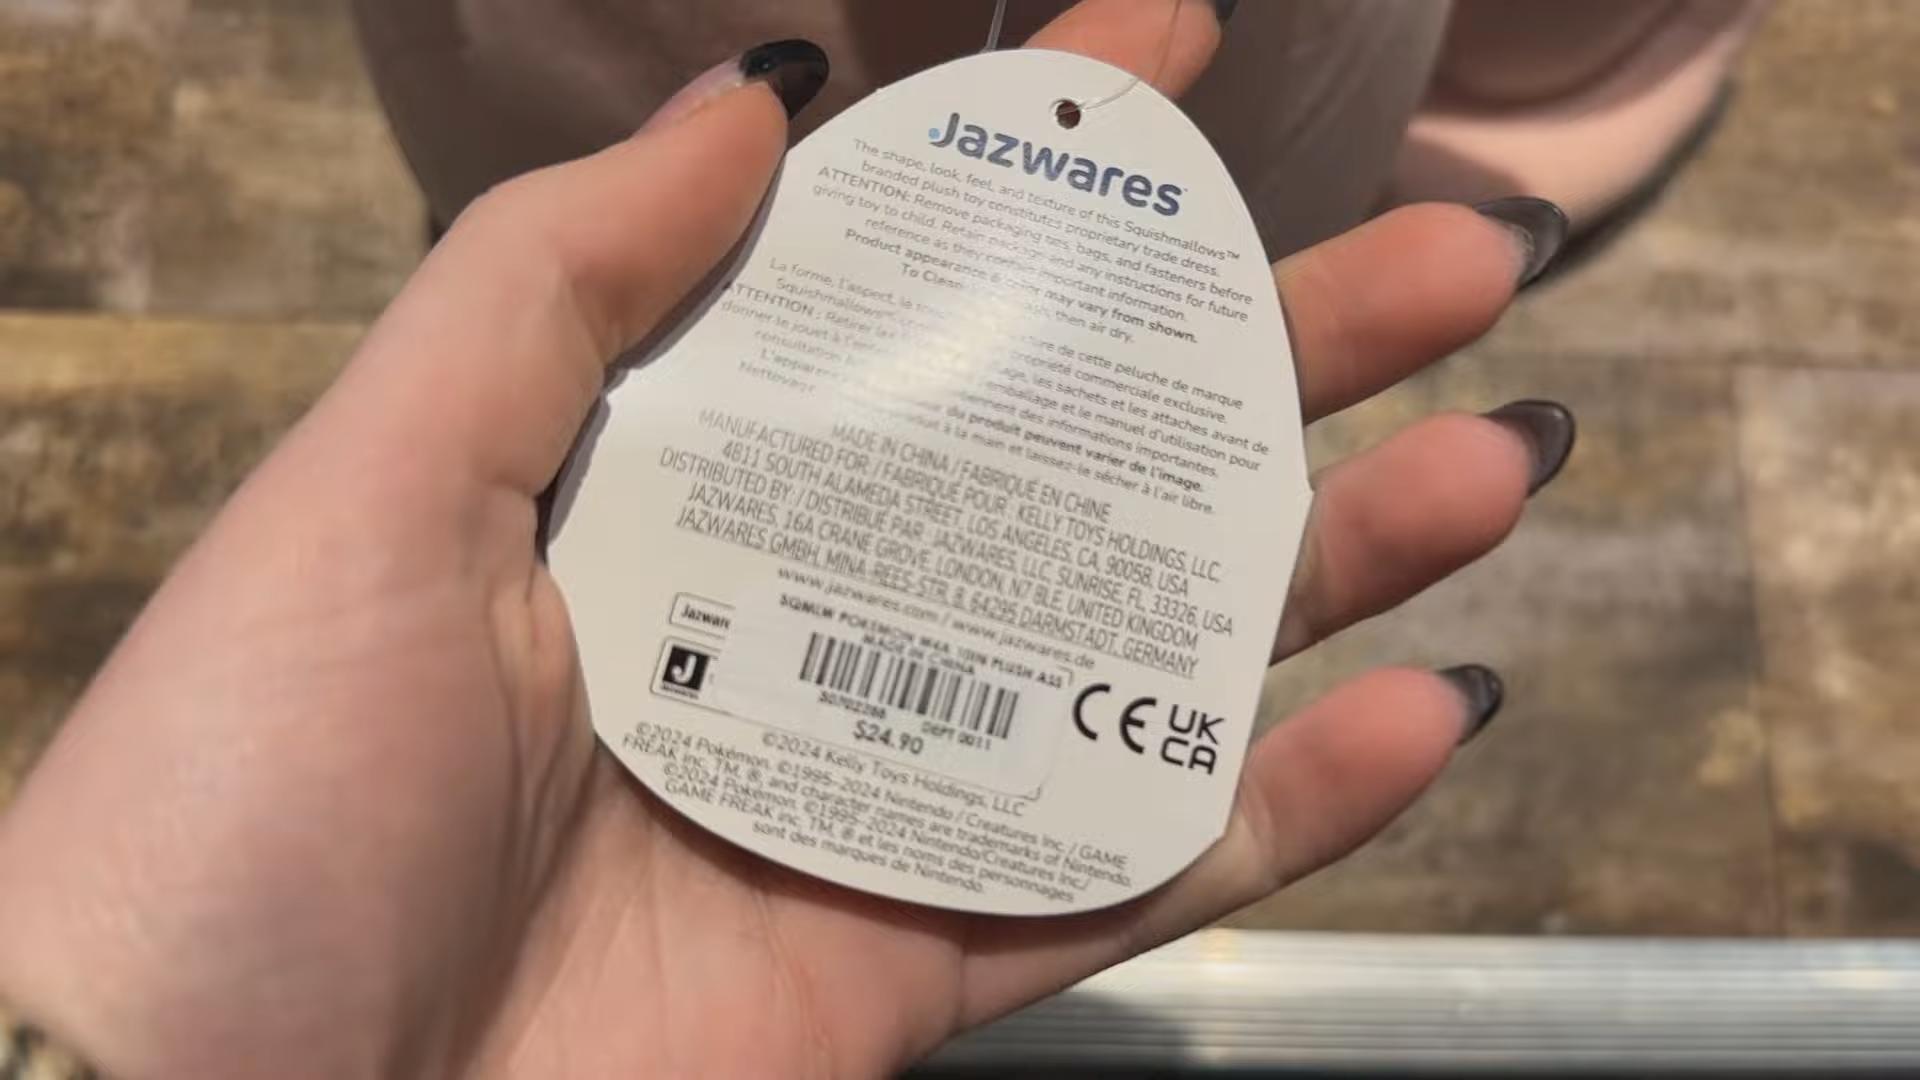 Jazwares
The shape, look, feel, and texture of this Squishmallows™
branded plush toy constitutes proprietary trade dress.
ATTENTION: Remove packaging ties, bags, and fasteners before
giving toy to child. Retain package and any instructions for future
reference as they contain important information.
Product appearance & color may vary from shown.
To Clean: then air dry.
La forme, l'aspect, la de cette peluche de marque
Squishmallows propriété commerciale exclusive.
ATTENTION : Retirer les sachets et les attaches avant de
donner le jouet à emballage et le manuel d'utilisation pour
consultation des informations importantes.
L'apparence du produit peuvent varier de l'image.
Nettoyage à la main et laissez-le sécher à l'air libre.
MADE IN CHINA / FABRIQUÉ EN CHINE
MANUFACTURED FOR: / FABRIQUÉ POUR : KELLY TOYS HOLDINGS, LLC.
4811 SOUTH ALAMEDA STREET, LOS ANGELES, CA, 90058, USA
DISTRIBUTED BY: / DISTRIBUÉ PAR : JAZWARES, LLC, SUNRISE, FL, 33326, USA
JAZWARES, 16A CRANE GROVE, LONDON, N7 8LE, UNITED KINGDOM
JAZWARES GMBH, MINA-REES-STR. 8, 64295 DARMSTADT, GERMANY
www.jazwares.com / www.jazwares.de
SQMLW POKEMON 10IN PLUSH ASS
MADE IN CHINA
Jazware
J
JAZWARES
DEPT 0011
$24.90
CE
UK
CA
©2024 Kelly Toys Holdings, LLC
©2024 Pokémon. ©1995–2024 Nintendo / Creatures Inc. / GAME
FREAK inc. TM, ®, and character names are trademarks of Nintendo.
©2024 Pokémon. ©1995–2024 Nintendo/Creatures Inc./
GAME FREAK inc. TM, ® et les noms des personnages
sont des marques de Nintendo.